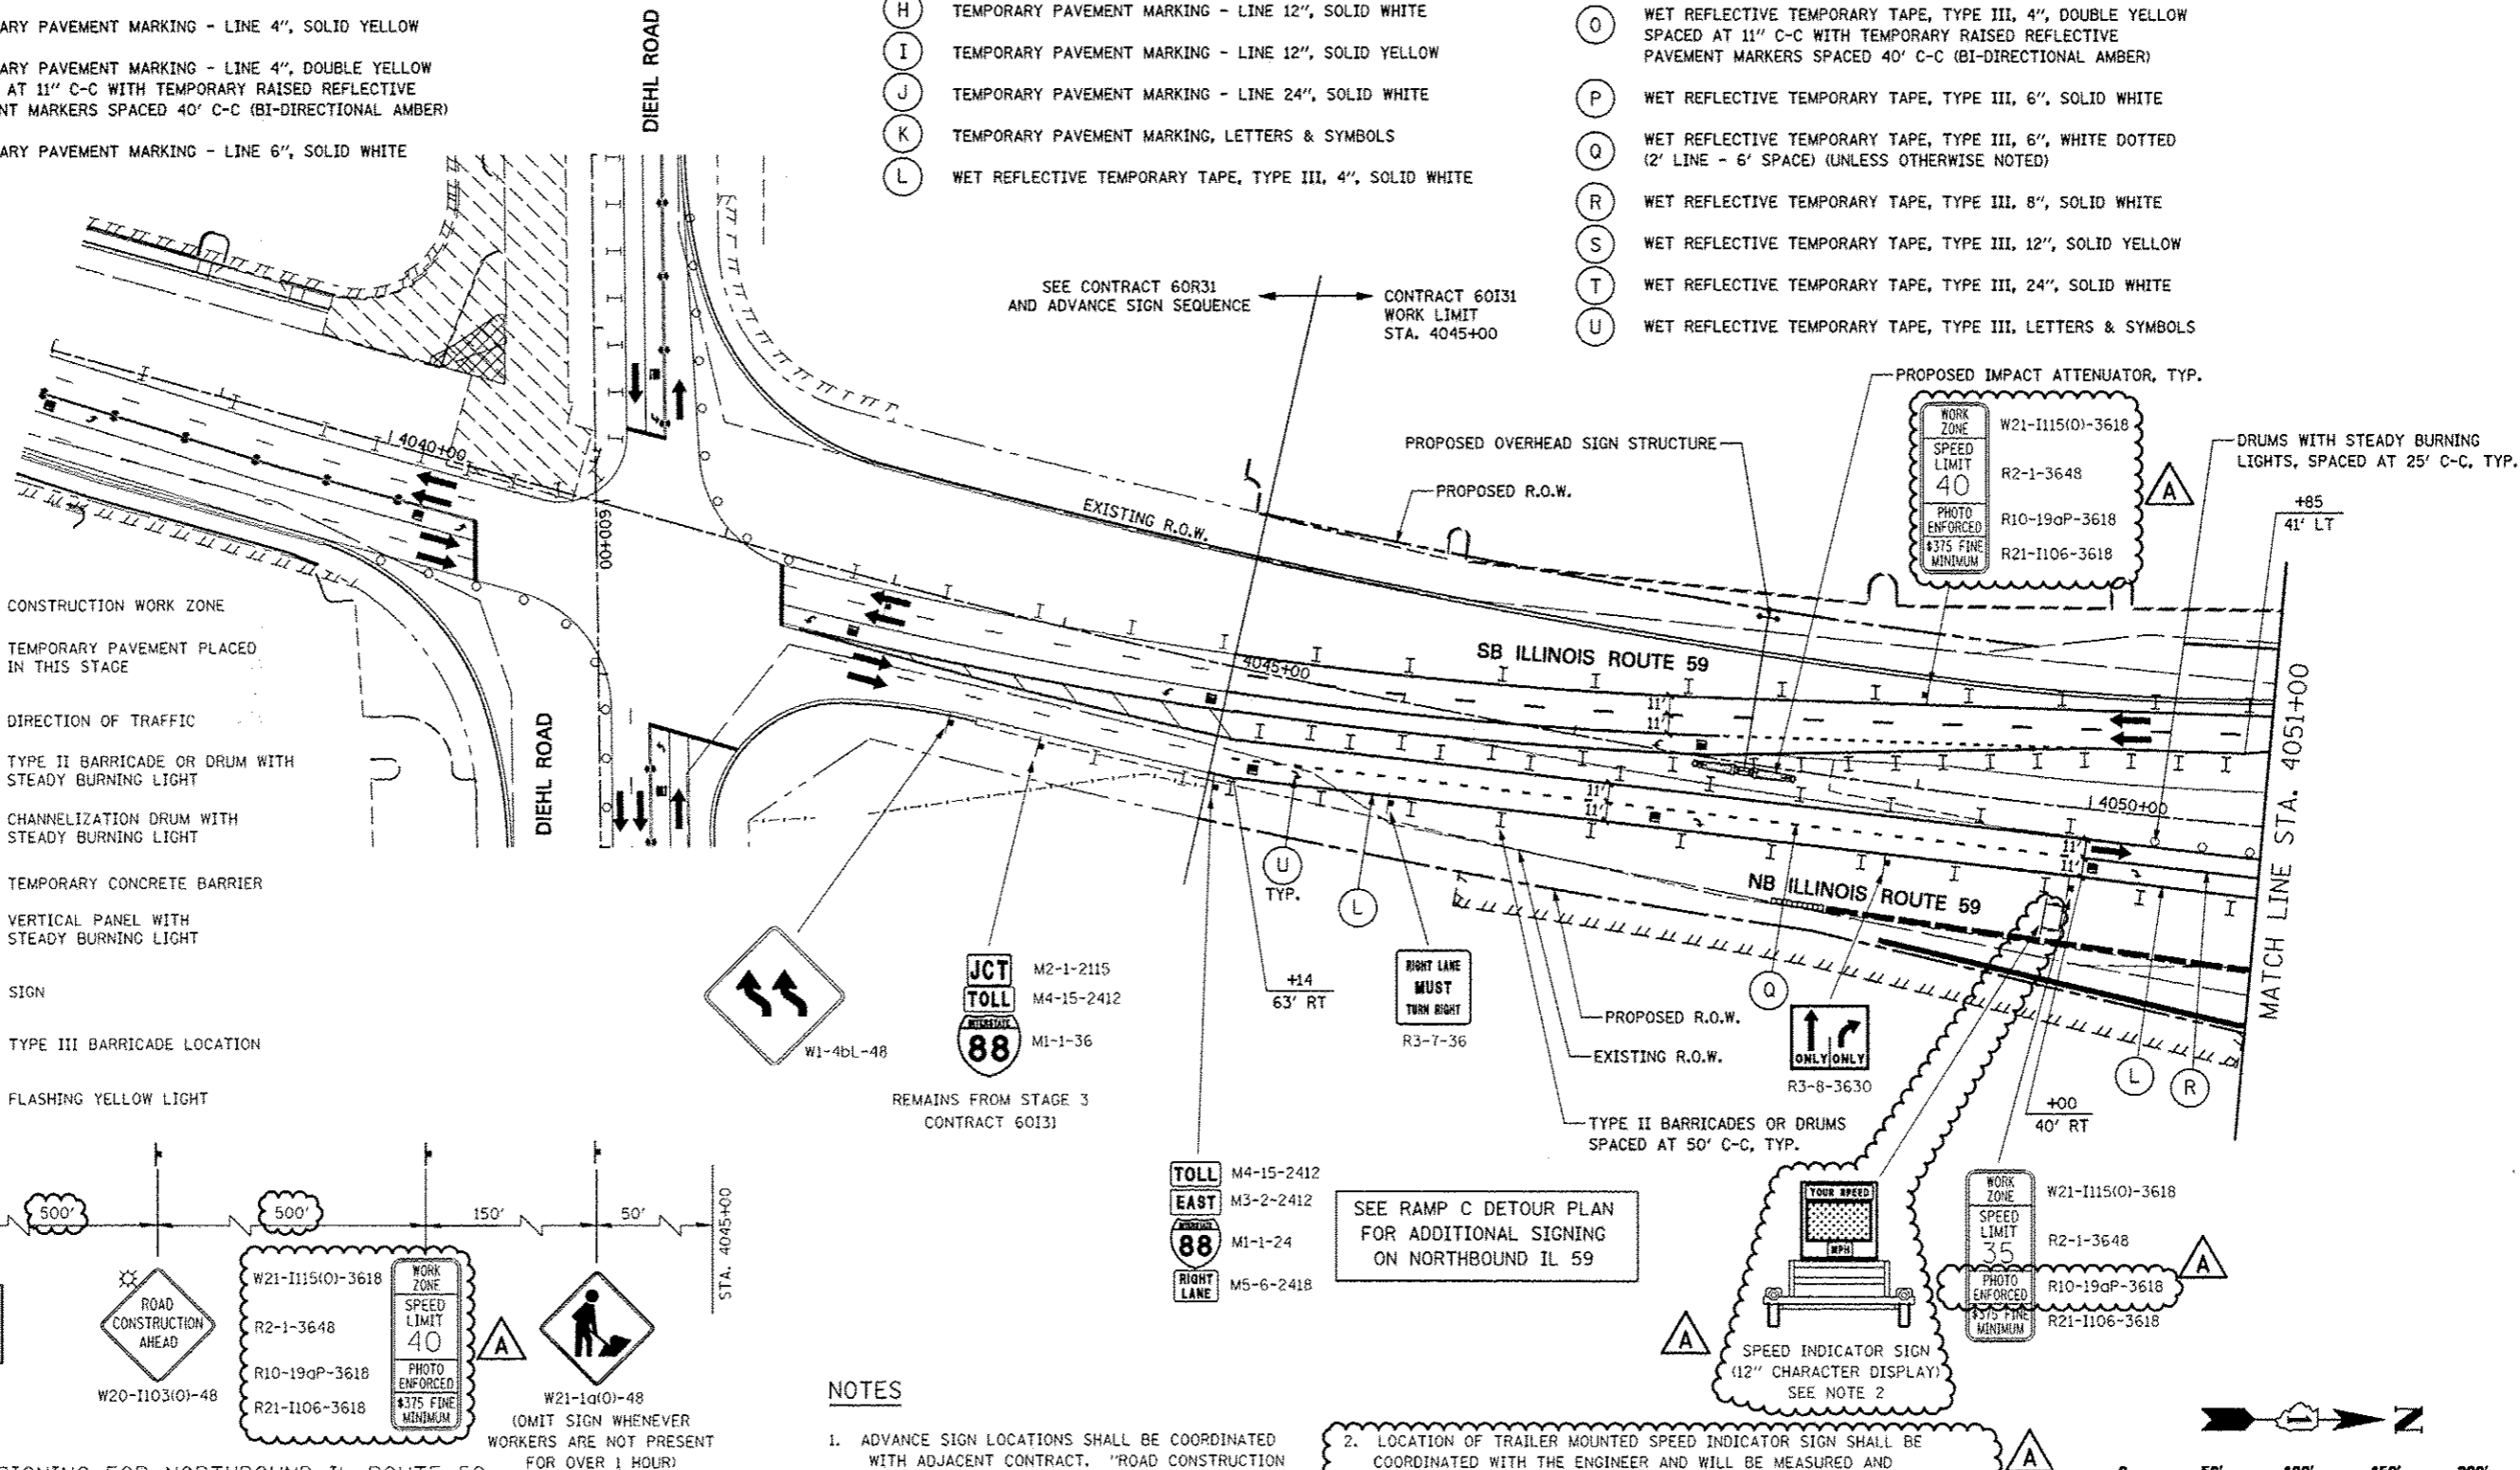 ARY PAVEMENT MARKING - LINE 4", SOLID YELLOW
ARY PAVEMENT MARKING - LINE 4", DOUBLE YELLOW
AT 11" C-C WITH TEMPORARY RAISED REFLECTIVE
NT MARKERS SPACED 40' C-C (BI-DIRECTIONAL AMBER)
ARY PAVEMENT MARKING - LINE 6", SOLID WHITE
DIEHL ROAD
H TEMPORARY PAVEMENT MARKING - LINE 12", SOLID WHITE
I TEMPORARY PAVEMENT MARKING - LINE 12", SOLID YELLOW
J TEMPORARY PAVEMENT MARKING - LINE 24", SOLID WHITE
K TEMPORARY PAVEMENT MARKING, LETTERS & SYMBOLS
L WET REFLECTIVE TEMPORARY TAPE, TYPE III, 4", SOLID WHITE
O WET REFLECTIVE TEMPORARY TAPE, TYPE III, 4", DOUBLE YELLOW
SPACED AT 11" C-C WITH TEMPORARY RAISED REFLECTIVE
PAVEMENT MARKERS SPACED 40' C-C (BI-DIRECTIONAL AMBER)
P WET REFLECTIVE TEMPORARY TAPE, TYPE III, 6", SOLID WHITE
Q WET REFLECTIVE TEMPORARY TAPE, TYPE III, 6", WHITE DOTTED
(2' LINE - 6' SPACE) (UNLESS OTHERWISE NOTED)
R WET REFLECTIVE TEMPORARY TAPE, TYPE III, 8", SOLID WHITE
S WET REFLECTIVE TEMPORARY TAPE, TYPE III, 12", SOLID YELLOW
T WET REFLECTIVE TEMPORARY TAPE, TYPE III, 24", SOLID WHITE
U WET REFLECTIVE TEMPORARY TAPE, TYPE III, LETTERS & SYMBOLS
SEE CONTRACT 60R31
AND ADVANCE SIGN SEQUENCE
CONTRACT 60I31
WORK LIMIT
STA. 4045+00
PROPOSED IMPACT ATTENUATOR, TYP.
WORK
ZONE
SPEED
LIMIT
40
PHOTO
ENFORCED
$375 FINE
MINIMUM
W21-I115(O)-3618
R2-1-3648
R10-19aP-3618
R21-I106-3618
A
DRUMS WITH STEADY BURNING
LIGHTS, SPACED AT 25' C-C, TYP.
+85
41' LT
PROPOSED OVERHEAD SIGN STRUCTURE
PROPOSED R.O.W.
EXISTING R.O.W.
4040+00
600+00
4045+00
SB ILLINOIS ROUTE 59
11'
11'
11'
11'
4050+00
11'
11'
NB ILLINOIS ROUTE 59
MATCH LINE STA. 4051+00
CONSTRUCTION WORK ZONE
TEMPORARY PAVEMENT PLACED
IN THIS STAGE
DIRECTION OF TRAFFIC
TYPE II BARRICADE OR DRUM WITH
STEADY BURNING LIGHT
CHANNELIZATION DRUM WITH
STEADY BURNING LIGHT
TEMPORARY CONCRETE BARRIER
VERTICAL PANEL WITH
STEADY BURNING LIGHT
SIGN
TYPE III BARRICADE LOCATION
FLASHING YELLOW LIGHT
DIEHL ROAD
W1-4bL-48
JCT M2-1-2115
TOLL M4-15-2412
INTERSTATE
88 M1-1-36
REMAINS FROM STAGE 3
CONTRACT 60I31
U
TYP.
L
+14
63' RT
RIGHT LANE
MUST
TURN RIGHT
R3-7-36
Q
PROPOSED R.O.W.
EXISTING R.O.W.
TYPE II BARRICADES OR DRUMS
SPACED AT 50' C-C, TYP.
ONLY ONLY
R3-8-3630
+00
40' RT
L
R
TOLL M4-15-2412
EAST M3-2-2412
INTERSTATE
88 M1-1-24
RIGHT
LANE
M5-6-2418
SEE RAMP C DETOUR PLAN
FOR ADDITIONAL SIGNING
ON NORTHBOUND IL 59
YOUR SPEED
MPH
SPEED INDICATOR SIGN
(12" CHARACTER DISPLAY)
SEE NOTE 2
A
WORK
ZONE
SPEED
LIMIT
35
PHOTO
ENFORCED
$375 FINE
MINIMUM
W21-I115(O)-3618
R2-1-3648
R10-19aP-3618
R21-I106-3618
A
500'
500'
150'
50'
STA. 4045+00
ROAD
CONSTRUCTION
AHEAD
W20-I103(O)-48
W21-I115(O)-3618
R2-1-3648
R10-19aP-3618
R21-I106-3618
WORK
ZONE
SPEED
LIMIT
40
PHOTO
ENFORCED
$375 FINE
MINIMUM
A
W21-1a(O)-48
(OMIT SIGN WHENEVER
WORKERS ARE NOT PRESENT
FOR OVER 1 HOUR)
SIGNING FOR NORTHBOUND IL ROUTE 59
NOTES
1. ADVANCE SIGN LOCATIONS SHALL BE COORDINATED
WITH ADJACENT CONTRACT. "ROAD CONSTRUCTION
2. LOCATION OF TRAILER MOUNTED SPEED INDICATOR SIGN SHALL BE
COORDINATED WITH THE ENGINEER AND WILL BE MEASURED AND
A
N